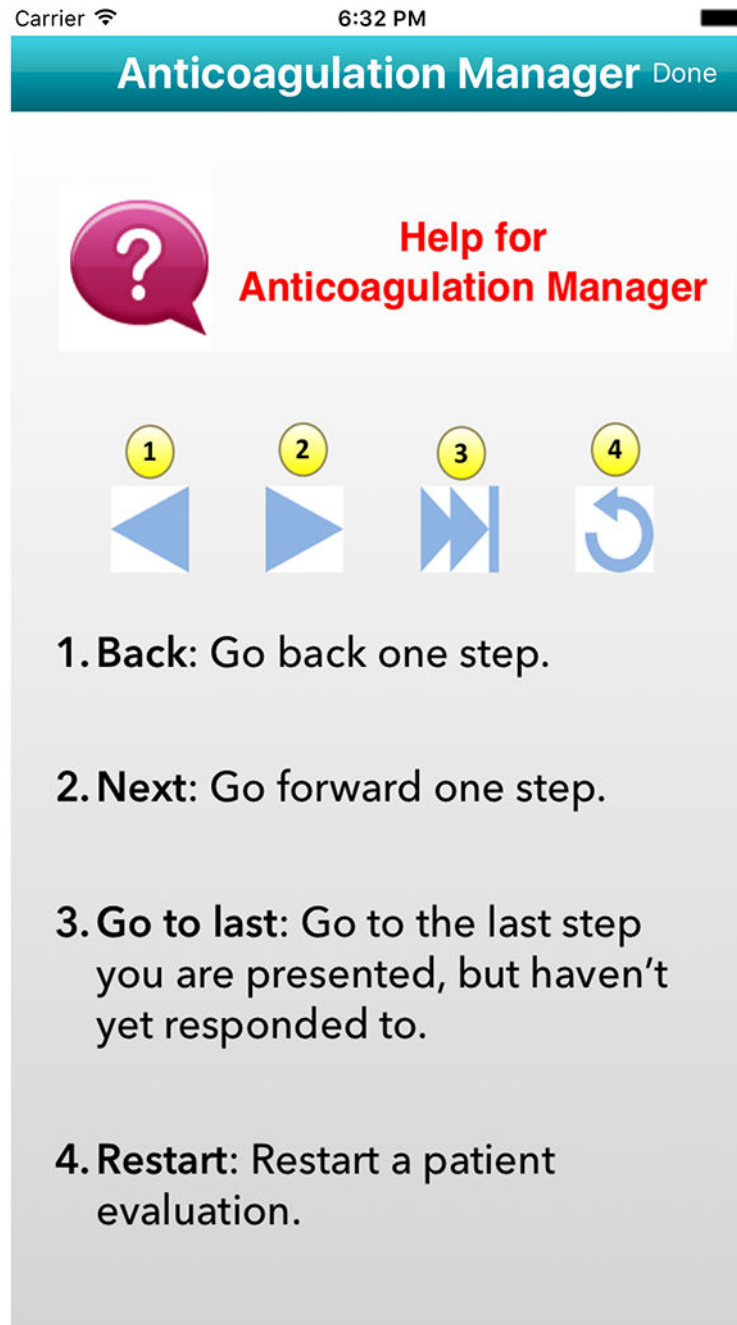 Carrier 6:32 PM
Anticoagulation Manager Done
?
Help for
Anticoagulation Manager
1 2 3 4
1. Back: Go back one step.
2. Next: Go forward one step.
3. Go to last: Go to the last step
you are presented, but haven't
yet responded to.
4. Restart: Restart a patient
evaluation.